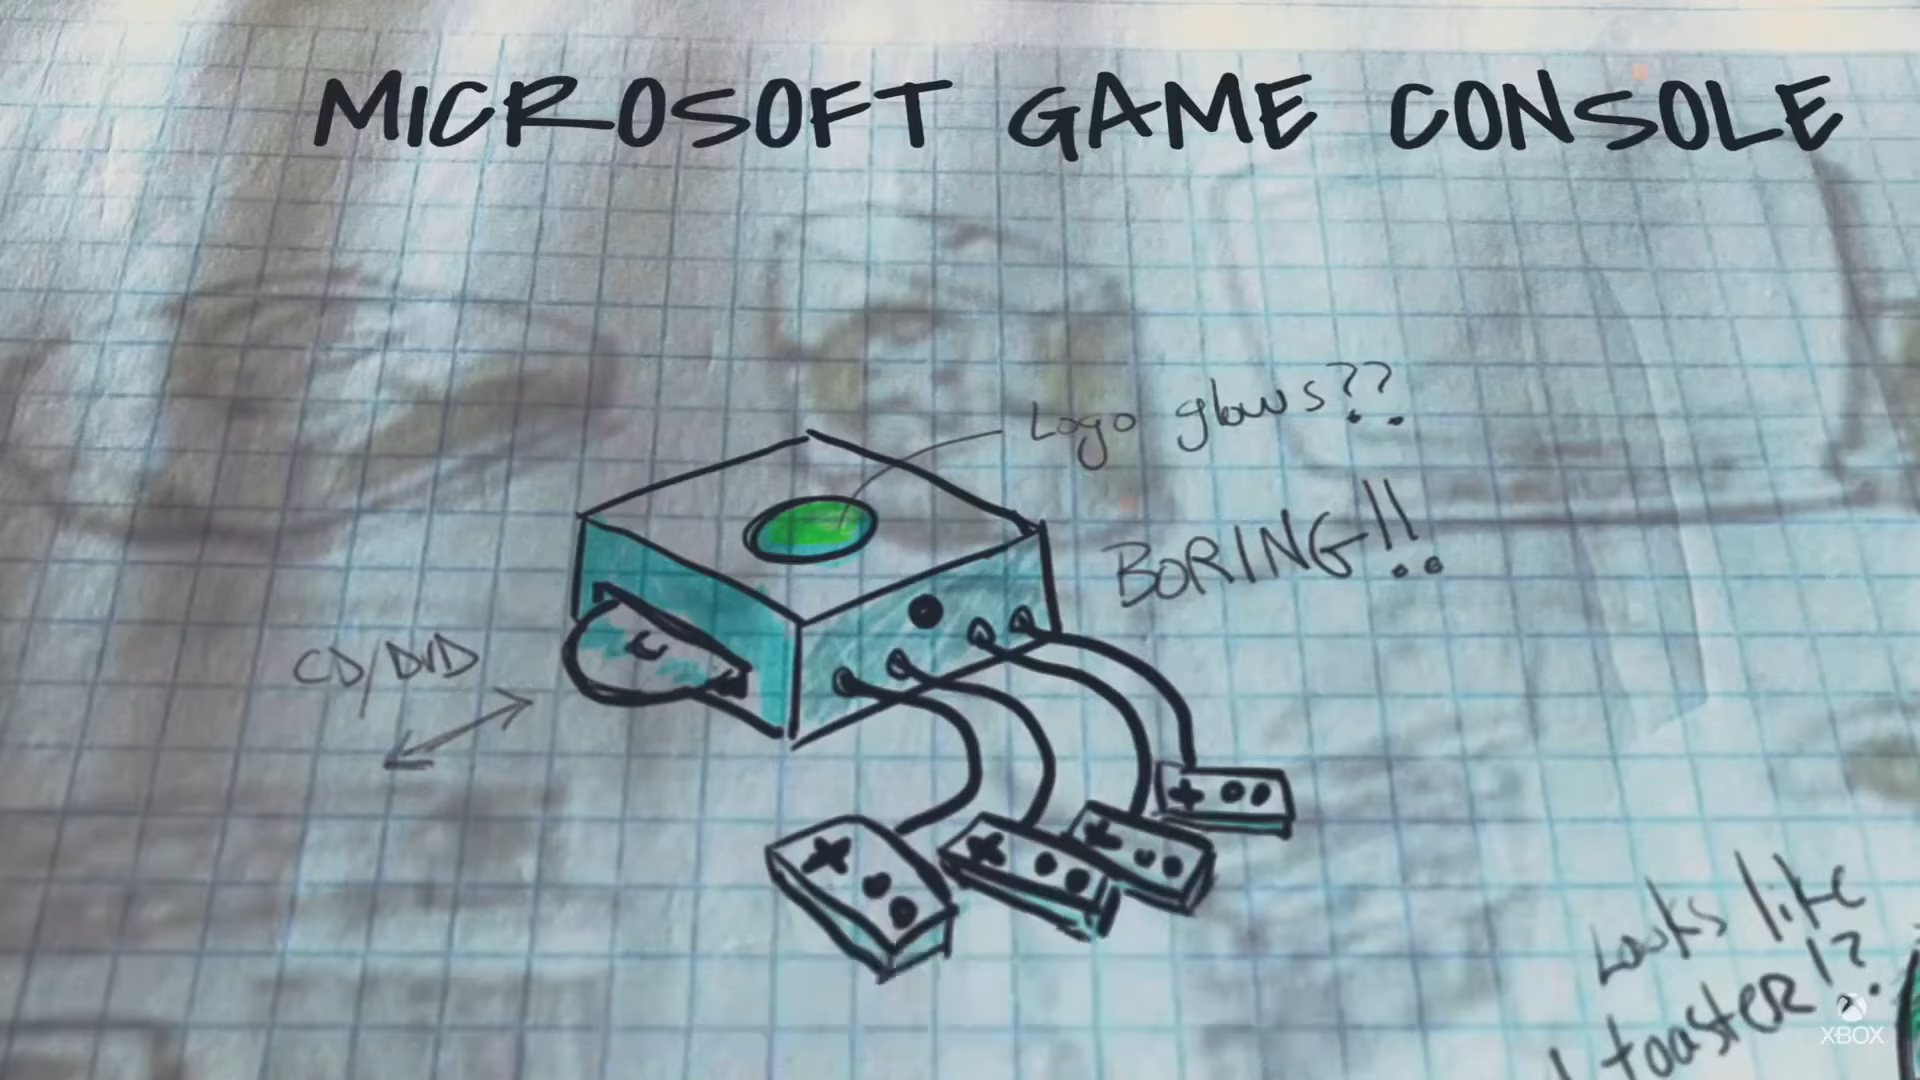 MICROSOFT GAME CONSOLE
Logo glows??
BORING!!
CD/DVD
Looks like
toaster!?
XBOX